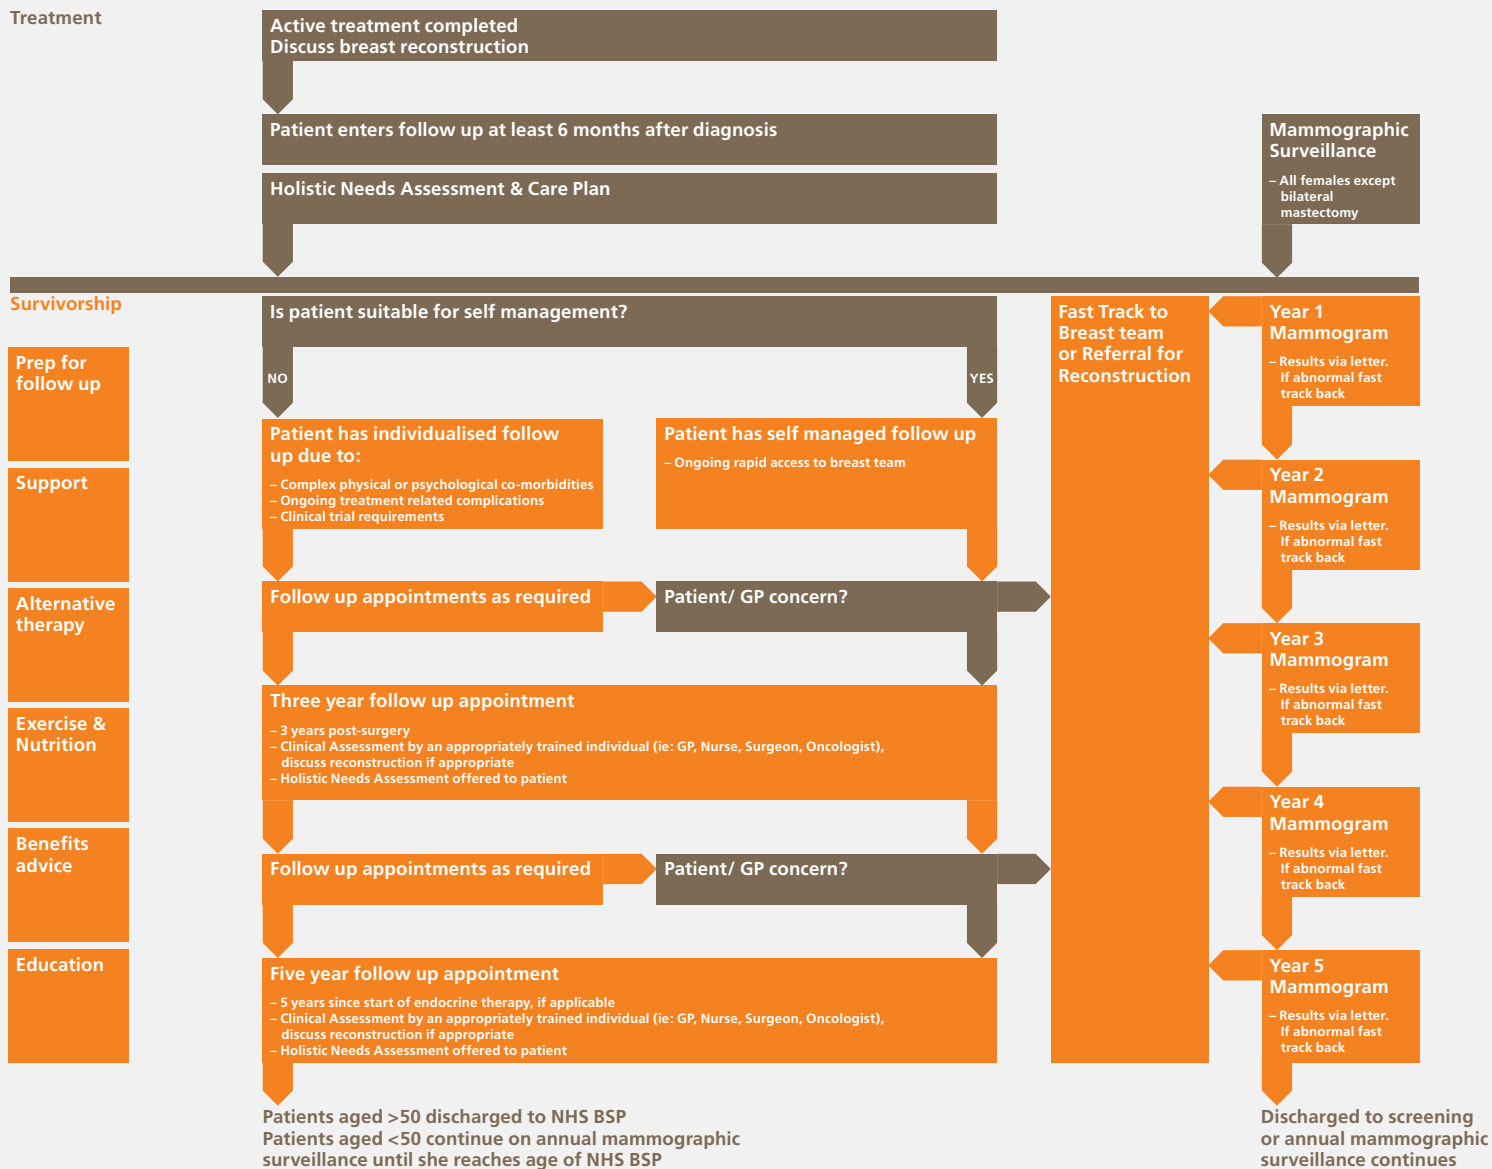 Treatment
Active treatment completed
Discuss breast reconstruction
Patient enters follow up at least 6 months after diagnosis
Holistic Needs Assessment & Care Plan
Mammographic
Surveillance
– All females except
bilateral
mastectomy
Survivorship
Prep for
follow up
Support
Alternative
therapy
Exercise &
Nutrition
Benefits
advice
Education
Is patient suitable for self management?
NO
YES
Patient has individualised follow
up due to:
– Complex physical or psychological co-morbidities
– Ongoing treatment related complications
– Clinical trial requirements
Patient has self managed follow up
– Ongoing rapid access to breast team
Follow up appointments as required
Patient/ GP concern?
Three year follow up appointment
– 3 years post-surgery
– Clinical Assessment by an appropriately trained individual (ie: GP, Nurse, Surgeon, Oncologist),
discuss reconstruction if appropriate
– Holistic Needs Assessment offered to patient
Follow up appointments as required
Patient/ GP concern?
Five year follow up appointment
– 5 years since start of endocrine therapy, if applicable
– Clinical Assessment by an appropriately trained individual (ie: GP, Nurse, Surgeon, Oncologist),
discuss reconstruction if appropriate
– Holistic Needs Assessment offered to patient
Patients aged >50 discharged to NHS BSP
Patients aged <50 continue on annual mammographic
surveillance until she reaches age of NHS BSP
Fast Track to
Breast team
or Referral for
Reconstruction
Year 1
Mammogram
– Results via letter.
If abnormal fast
track back
Year 2
Mammogram
– Results via letter.
If abnormal fast
track back
Year 3
Mammogram
– Results via letter.
If abnormal fast
track back
Year 4
Mammogram
– Results via letter.
If abnormal fast
track back
Year 5
Mammogram
– Results via letter.
If abnormal fast
track back
Discharged to screening
or annual mammographic
surveillance continues